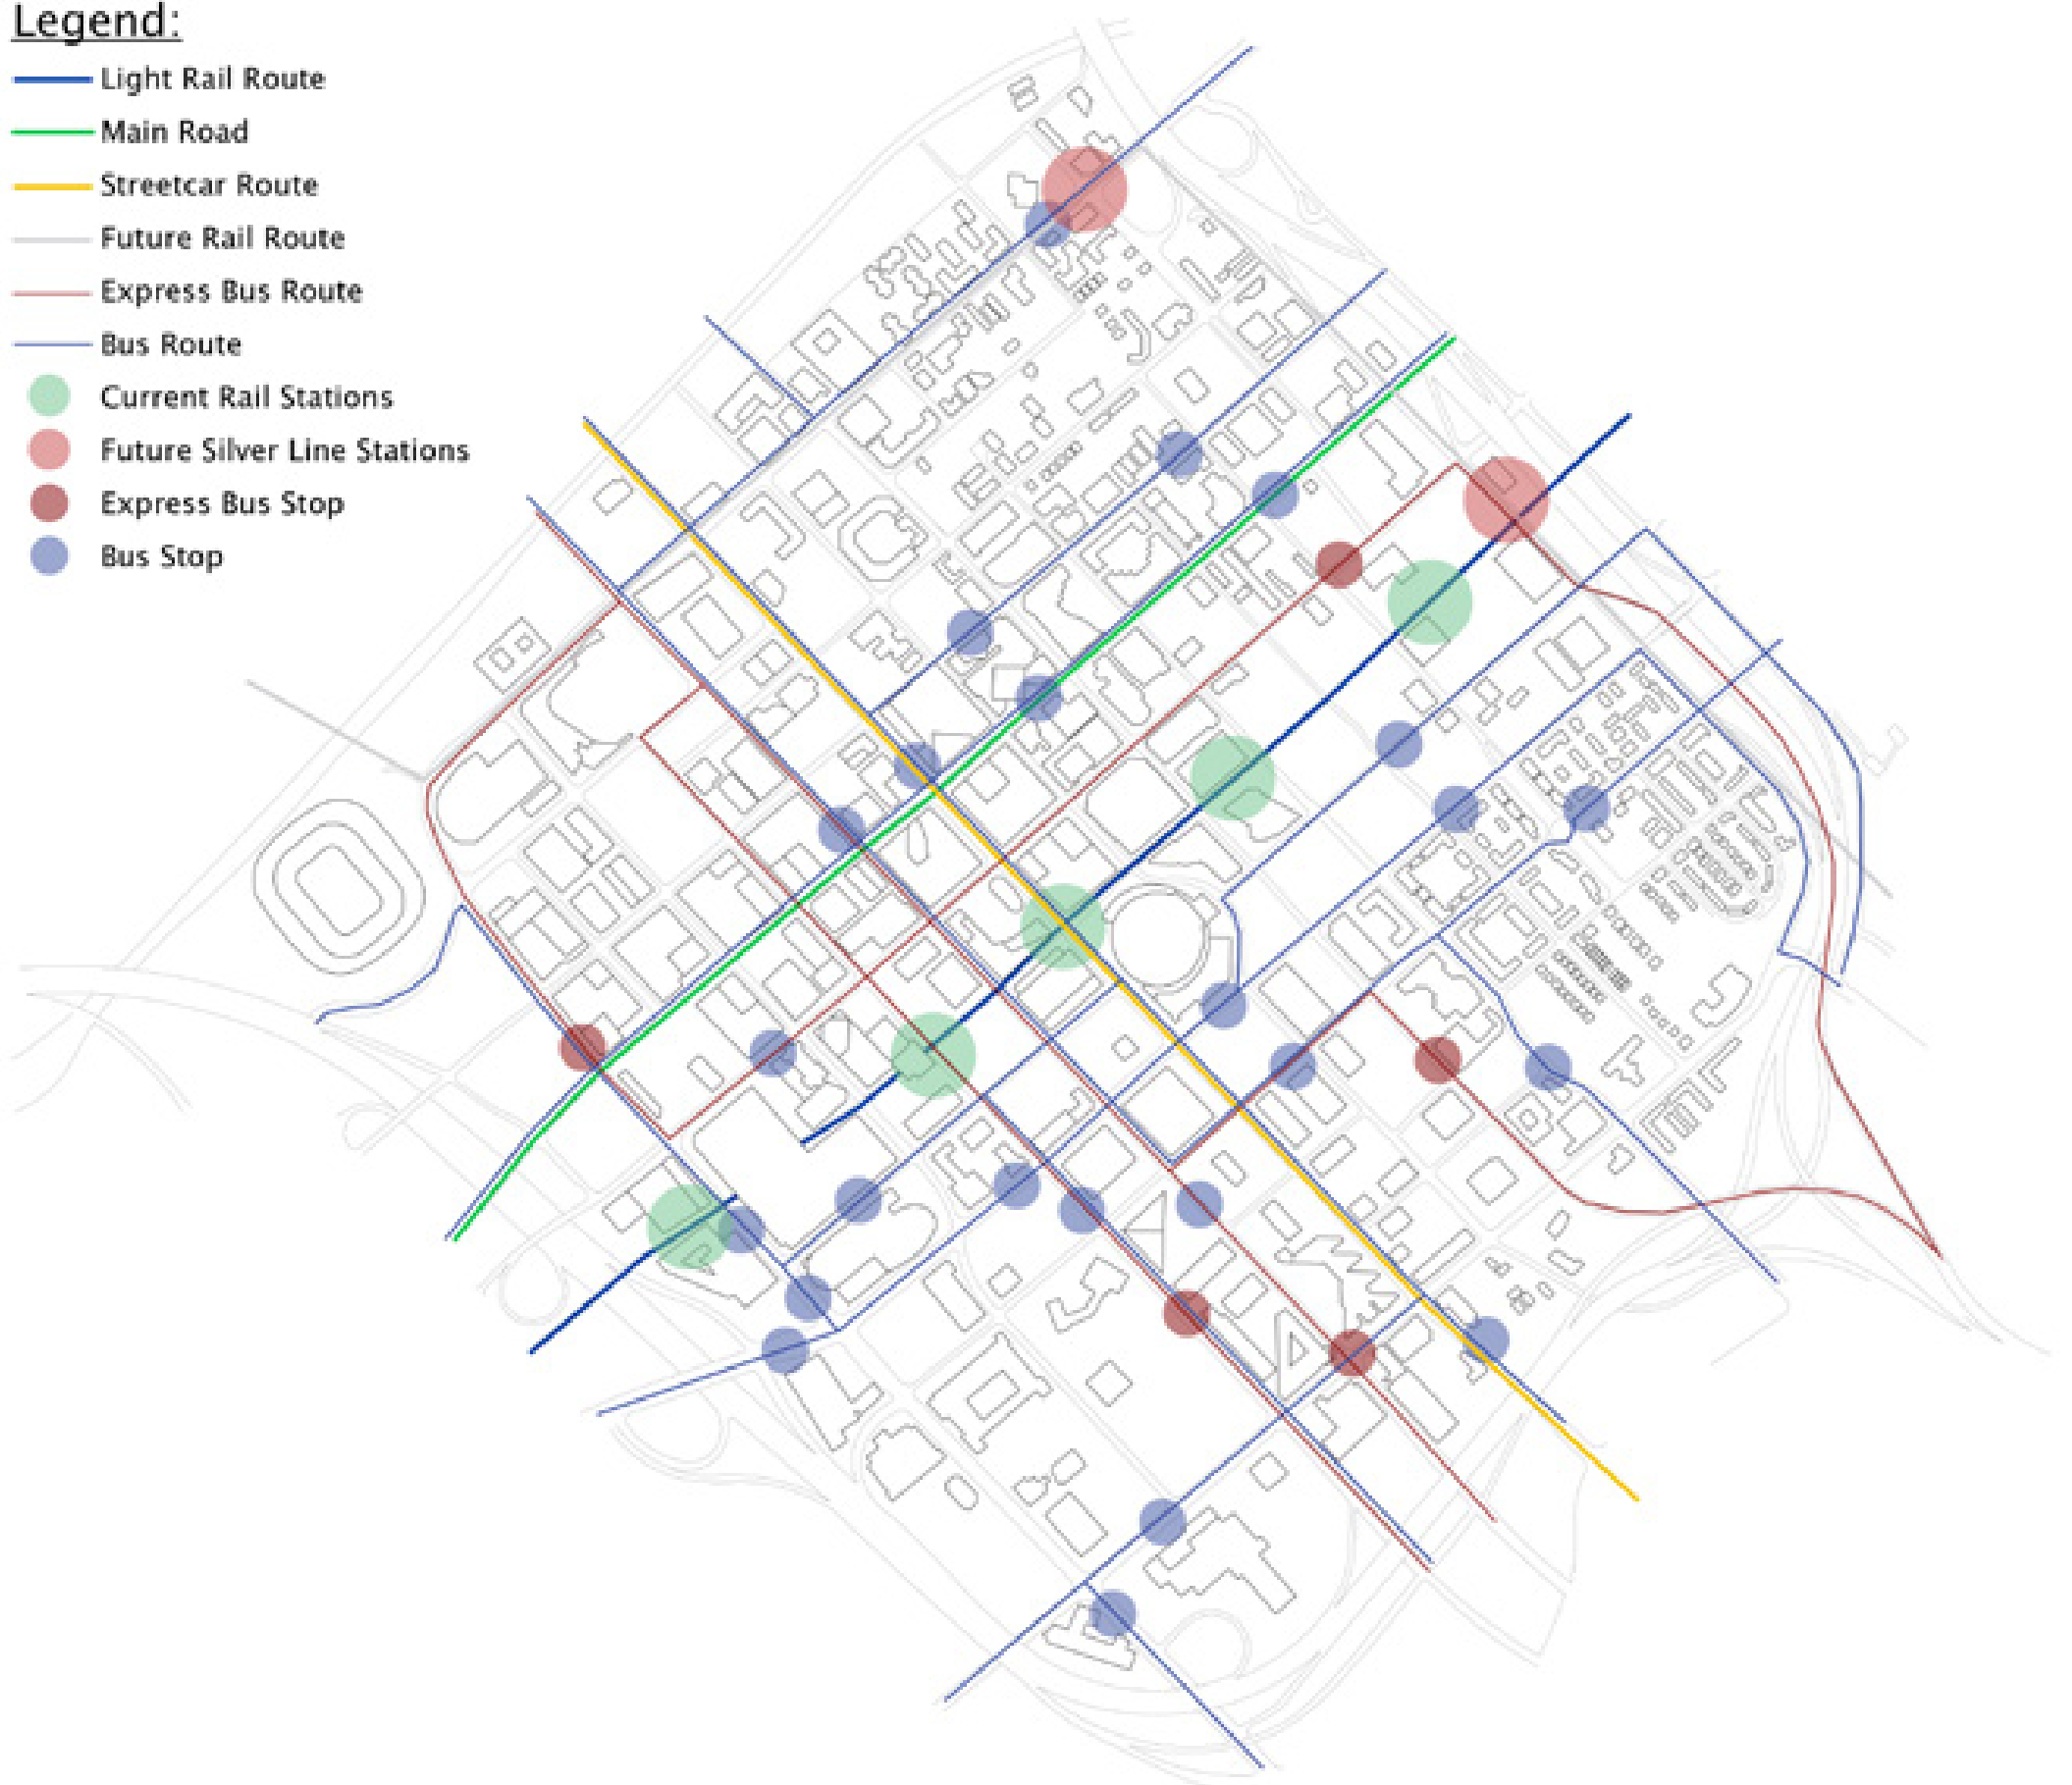 Legend:
Light Rail Route
Main Road
Streetcar Route
Future Rail Route
Express Bus Route
Bus Route
Current Rail Stations
Future Silver Line Stations
Express Bus Stop
Bus Stop